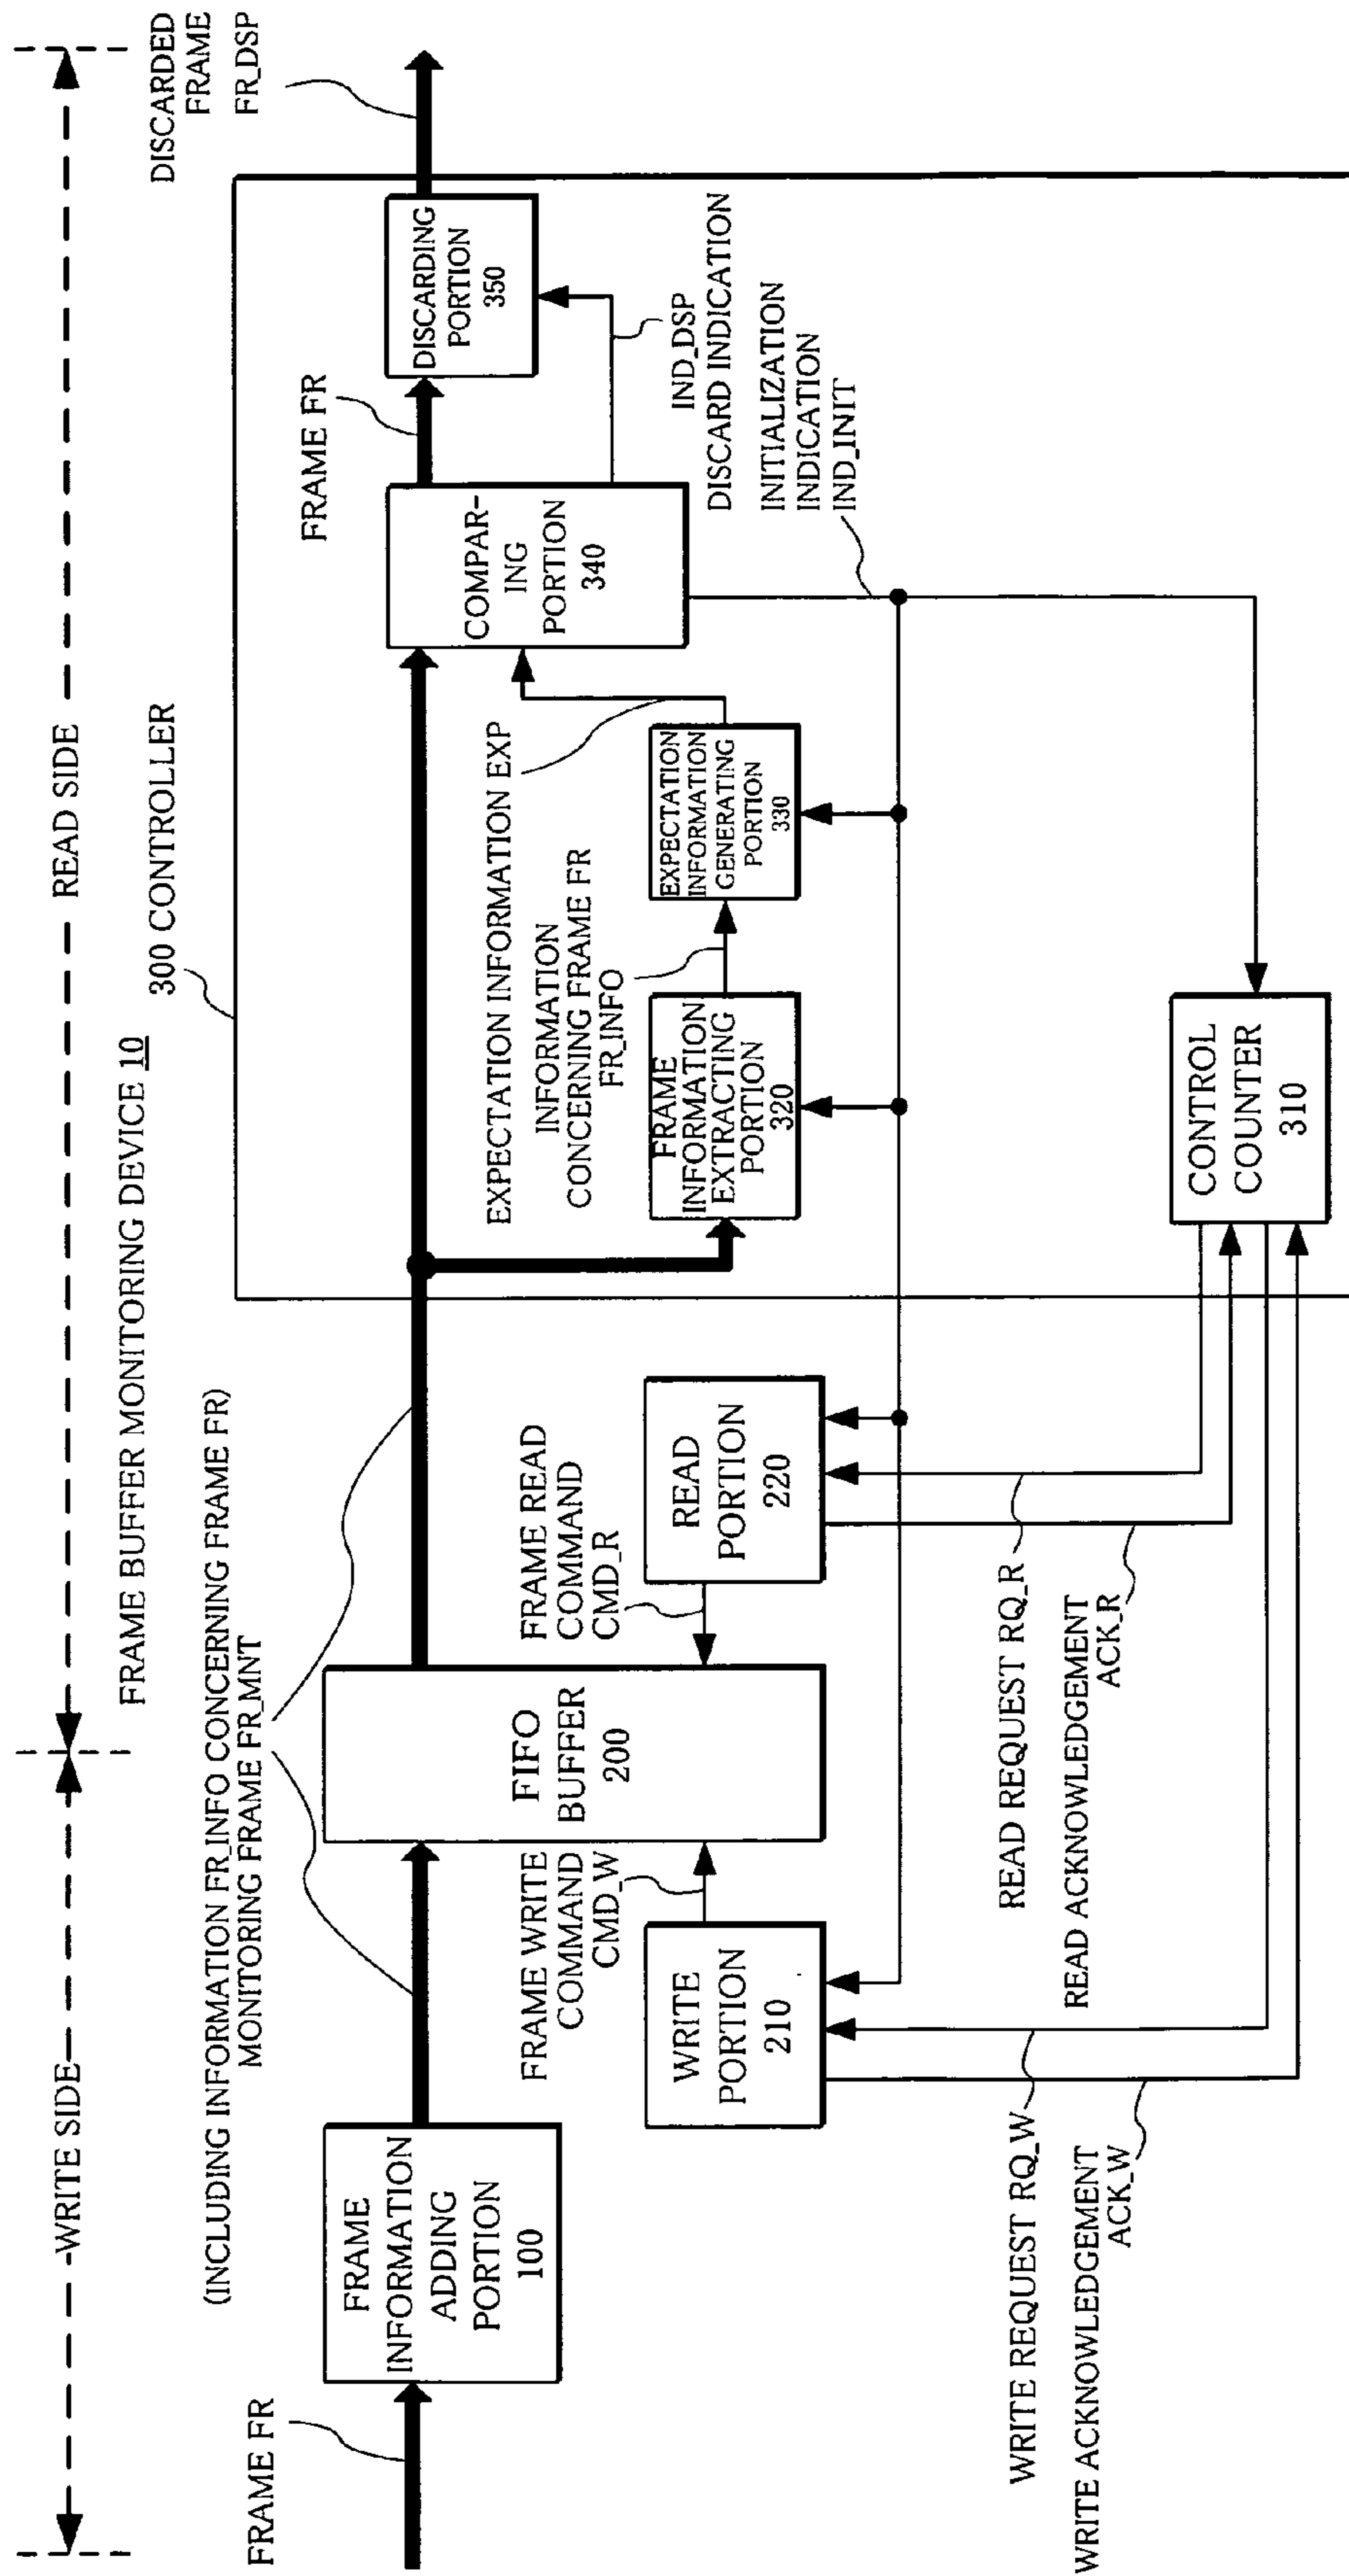 WRITE SIDE
READ SIDE
FRAME BUFFER MONITORING DEVICE 10
300 CONTROLLER
DISCARDED
FRAME
FR_DSP
(INCLUDING INFORMATION FR_INFO CONCERNING FRAME FR)
MONITORING FRAME FR_MNT
FRAME FR
FRAME
INFORMATION
ADDING
PORTION
100
FIFO
BUFFER
200
FRAME WRITE
COMMAND
CMD_W
WRITE
PORTION
210
FRAME READ
COMMAND
CMD_R
READ
PORTION
220
EXPECTATION INFORMATION EXP
INFORMATION
CONCERNING FRAME FR
FR_INFO
FRAME
INFORMATION
EXTRACTING
PORTION
320
EXPECTATION
INFORMATION
GENERATING
PORTION
330
FRAME FR
COMPAR-
ING
PORTION
340
DISCARDING
PORTION
350
IND_DSP
DISCARD INDICATION
INITIALIZATION
INDICATION
IND_INIT
CONTROL
COUNTER
310
READ REQUEST RQ_R
READ ACKNOWLEDGEMENT
ACK_R
WRITE REQUEST RQ_W
WRITE ACKNOWLEDGEMENT
ACK_W